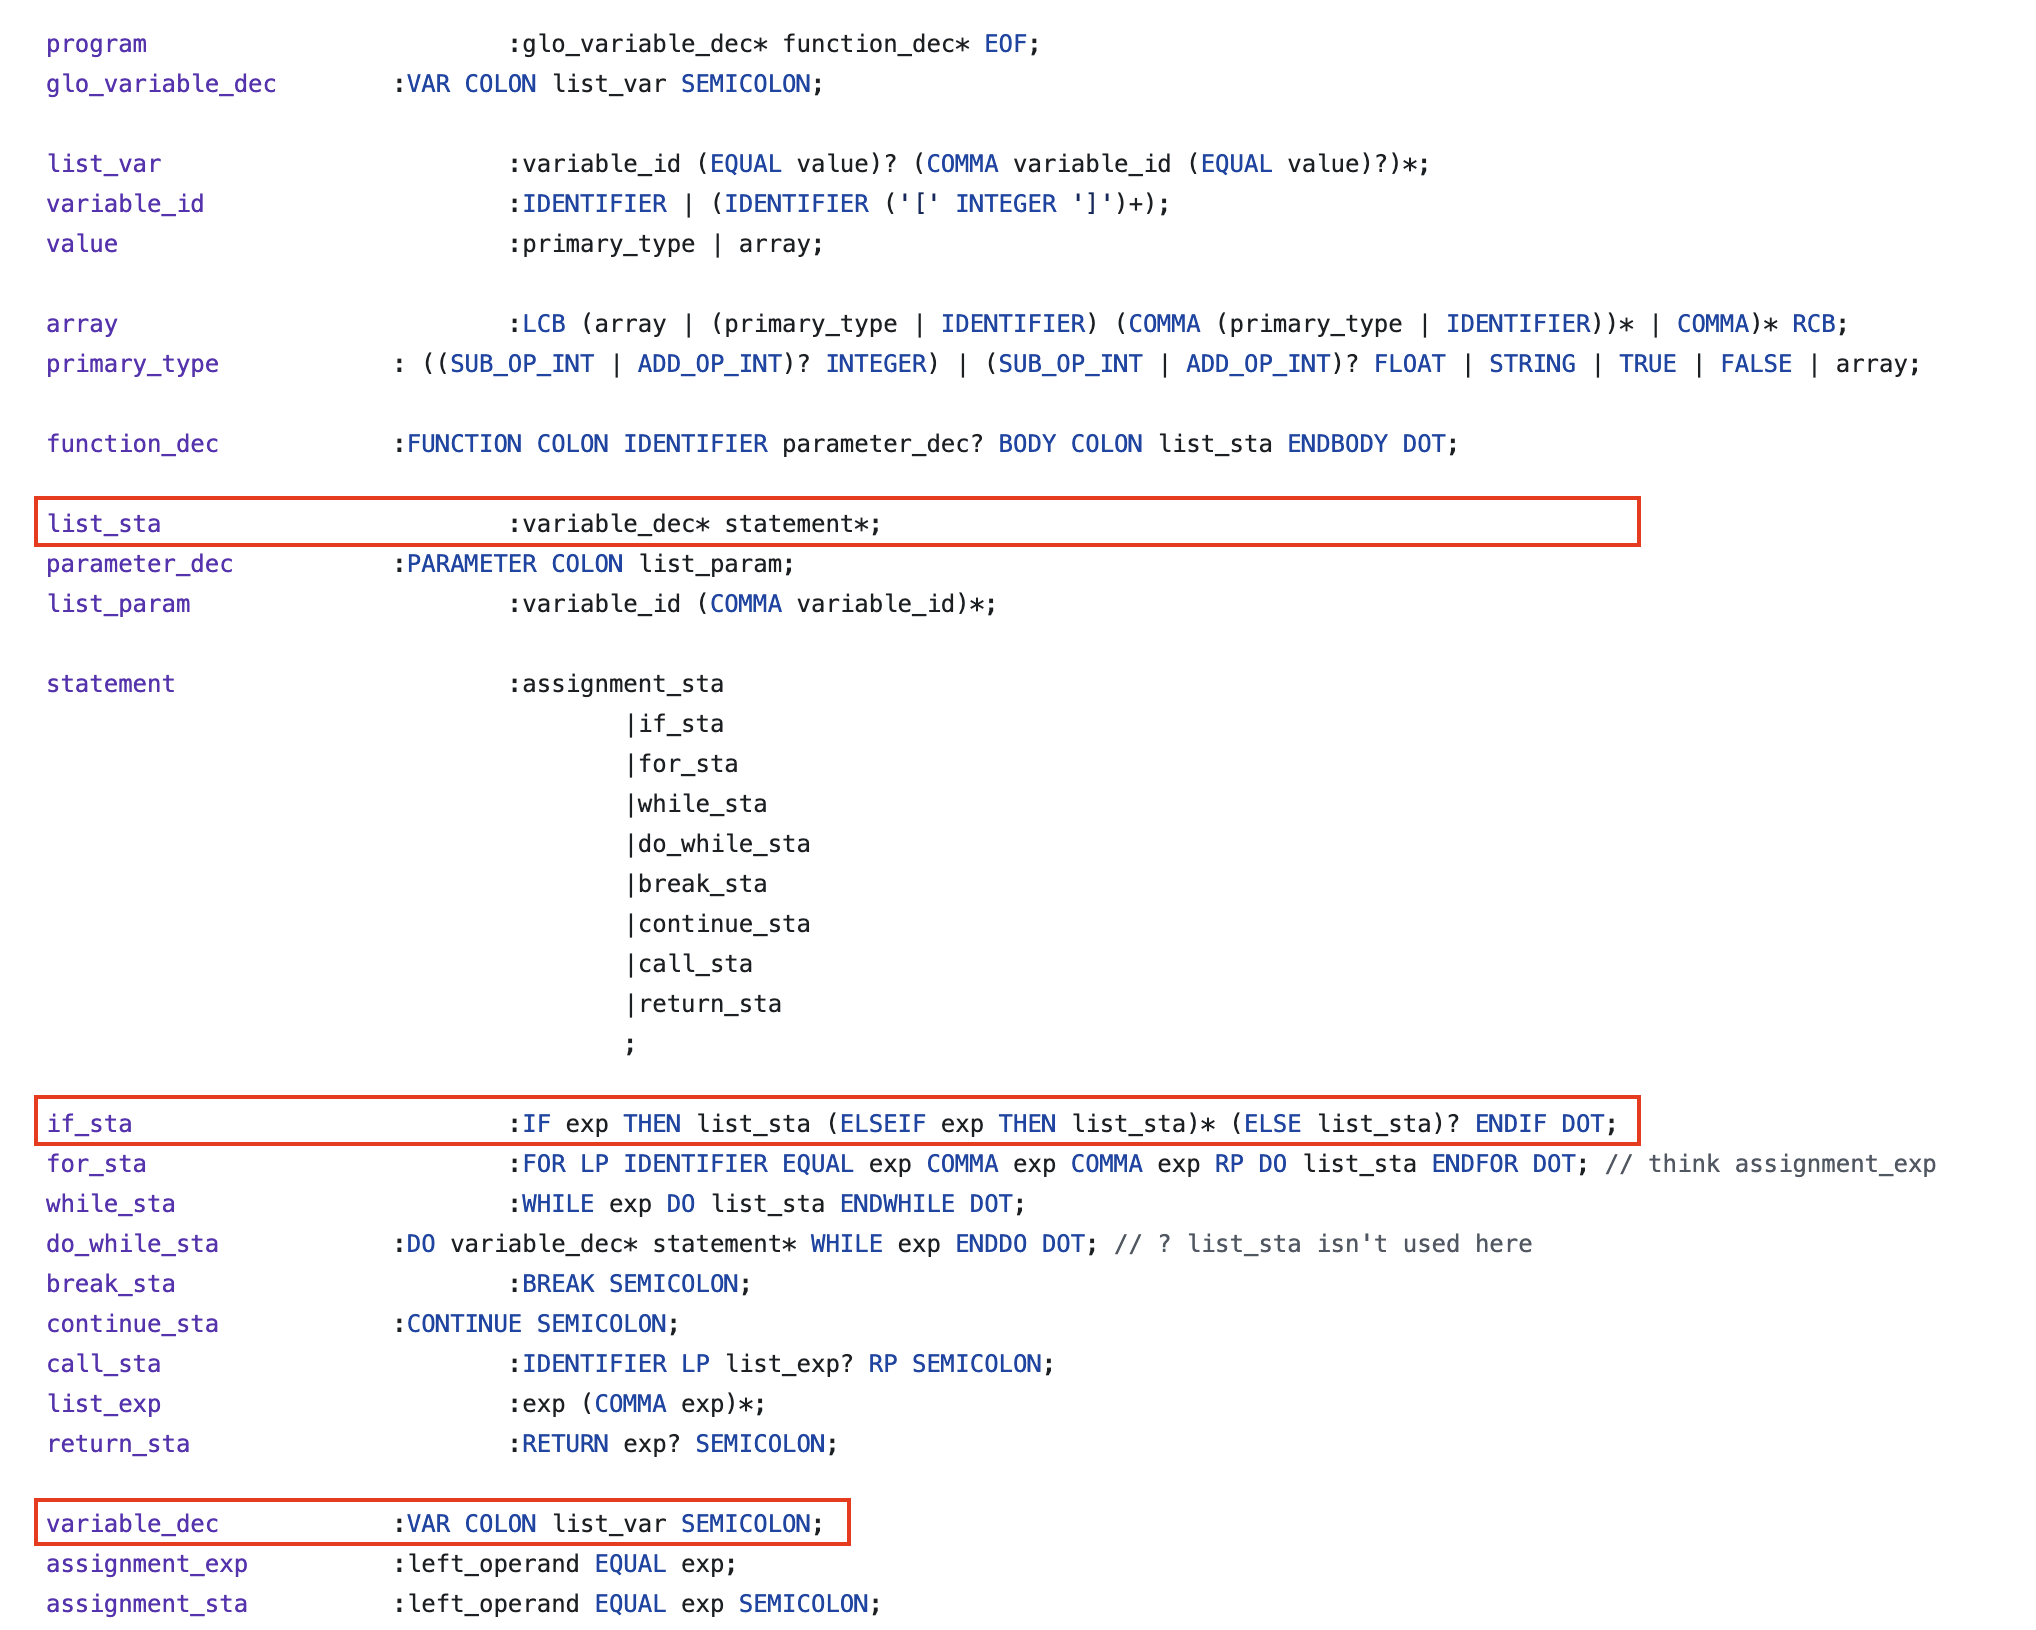 program :glo_variable_dec* function_dec* EOF;
glo_variable_dec :VAR COLON list_var SEMICOLON;
list_var :variable_id (EQUAL value)? (COMMA variable_id (EQUAL value)?)*;
variable_id :IDENTIFIER | (IDENTIFIER ('[' INTEGER ']')+);
value :primary_type | array;
array :LCB (array | (primary_type | IDENTIFIER) (COMMA (primary_type | IDENTIFIER))* | COMMA)* RCB;
primary_type : ((SUB_OP_INT | ADD_OP_INT)? INTEGER) | (SUB_OP_INT | ADD_OP_INT)? FLOAT | STRING | TRUE | FALSE | array;
function_dec :FUNCTION COLON IDENTIFIER parameter_dec? BODY COLON list_sta ENDBODY DOT;
list_sta :variable_dec* statement*;
parameter_dec :PARAMETER COLON list_param;
list_param :variable_id (COMMA variable_id)*;
statement :assignment_sta
|if_sta
|for_sta
|while_sta
|do_while_sta
|break_sta
|continue_sta
|call_sta
|return_sta
;
if_sta :IF exp THEN list_sta (ELSEIF exp THEN list_sta)* (ELSE list_sta)? ENDIF DOT;
for_sta :FOR LP IDENTIFIER EQUAL exp COMMA exp COMMA exp RP DO list_sta ENDFOR DOT; // think assignment_exp
while_sta :WHILE exp DO list_sta ENDWHILE DOT;
do_while_sta :DO variable_dec* statement* WHILE exp ENDDO DOT; // ? list_sta isn't used here
break_sta :BREAK SEMICOLON;
continue_sta :CONTINUE SEMICOLON;
call_sta :IDENTIFIER LP list_exp? RP SEMICOLON;
list_exp :exp (COMMA exp)*;
return_sta :RETURN exp? SEMICOLON;
variable_dec :VAR COLON list_var SEMICOLON;
assignment_exp :left_operand EQUAL exp;
assignment_sta :left_operand EQUAL exp SEMICOLON;